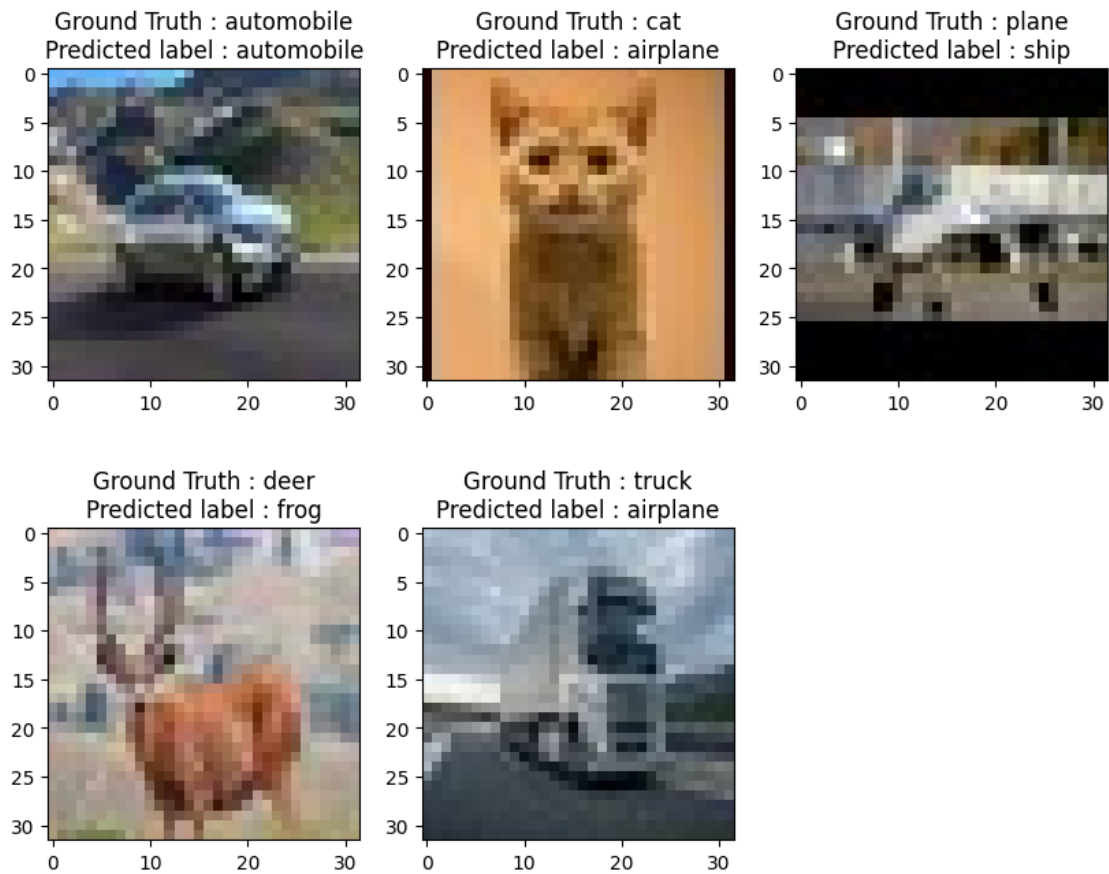 Ground Truth : automobile
Predicted label : automobile
Ground Truth : cat
Predicted label : airplane
Ground Truth : plane
Predicted label : ship
0
5
10
15
20
25
30
0 10 20 30
0
5
10
15
20
25
30
0 10 20 30
0
5
10
15
20
25
30
0 10 20 30
Ground Truth : deer
Predicted label : frog
Ground Truth : truck
Predicted label : airplane
0
5
10
15
20
25
30
0 10 20 30
0
5
10
15
20
25
30
0 10 20 30